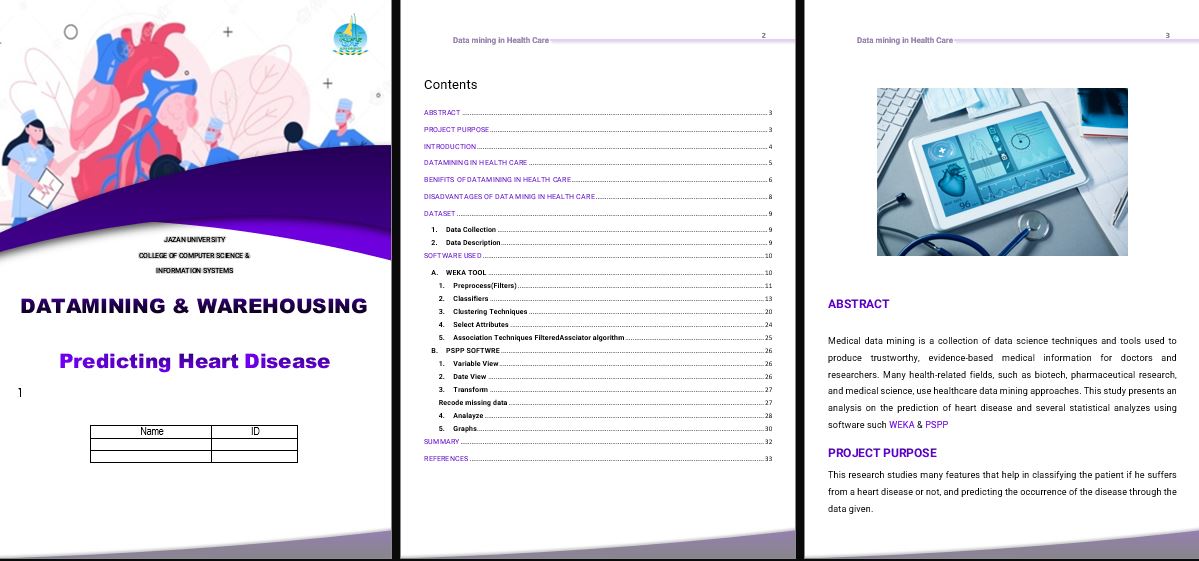 JAZAN UNIVERSITY
COLLEGE OF COMPUTER SCIENCE &
INFORMATION SYSTEMS
DATAMINING & WAREHOUSING
Predicting Heart Disease
1
Name ID
Data mining in Health Care 2
Contents
ABSTRACT 3
PROJECT PURPOSE 3
INTRODUCTION 4
DATAMINING IN HEALTH CARE 5
BENIFITS OF DATAMINING IN HEALTH CARE 6
DISADVANTAGES OF DATA MINIG IN HEALTH CARE 8
DATASET 9
1. Data Collection 9
2. Data Description 9
SOFTWARE USED 10
A. WEKA TOOL 10
1. Preprocess(Filters) 11
2. Classifiers 13
3. Clustering Techniques 20
4. Select Attributes 24
5. Association Techniques FilteredAssciator algorithm 25
B. PSPP SOFTWRE 26
1. Variable View 26
2. Date View 26
3. Transform 27
Recode missing data 27
4. Analayze 28
5. Graphs 30
SUMMARY 32
REFERENCES 33
Data mining in Health Care 3
96
ABSTRACT
Medical data mining is a collection of data science techniques and tools used to
produce trustworthy, evidence-based medical information for doctors and
researchers. Many health-related fields, such as biotech, pharmaceutical research,
and medical science, use healthcare data mining approaches. This study presents an
analysis on the prediction of heart disease and several statistical analyzes using
software such WEKA & PSPP
PROJECT PURPOSE
This research studies many features that help in classifying the patient if he suffers
from a heart disease or not, and predicting the occurrence of the disease through the
data given.